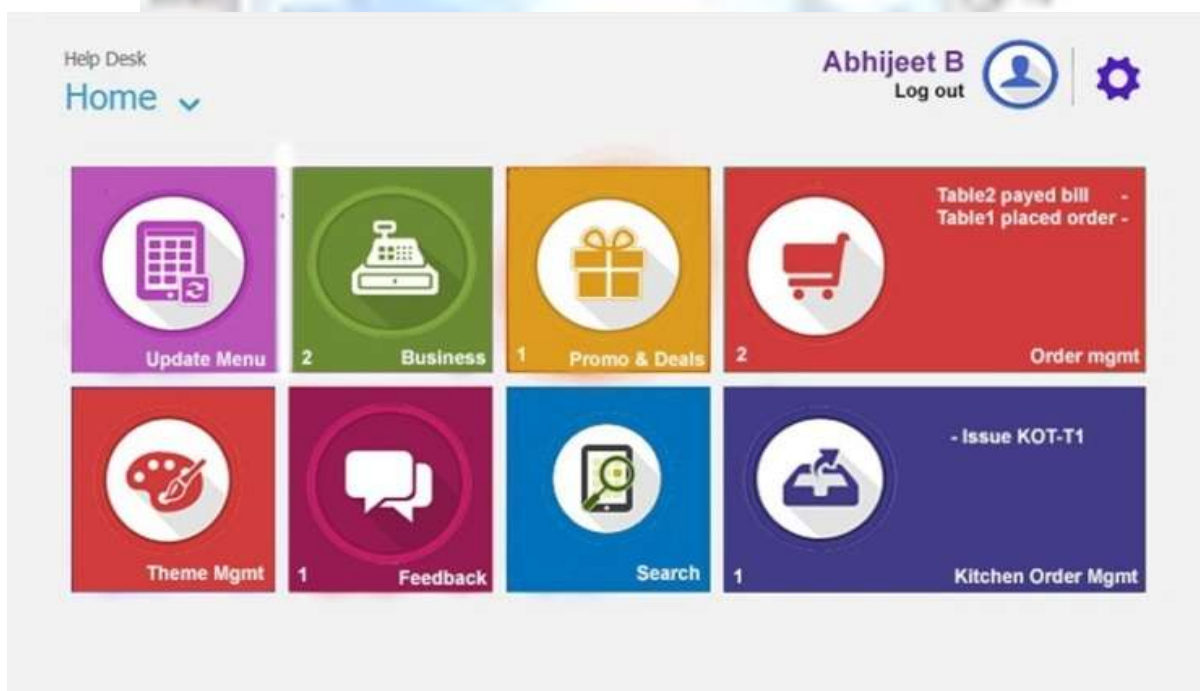 Help Desk
Home
Abhijeet B
Log out
Update Menu
2 Business
1 Promo & Deals
Table2 payed bill -
Table1 placed order -
2 Order mgmt
Theme Mgmt
1 Feedback
Search
- Issue KOT-T1
1 Kitchen Order Mgmt